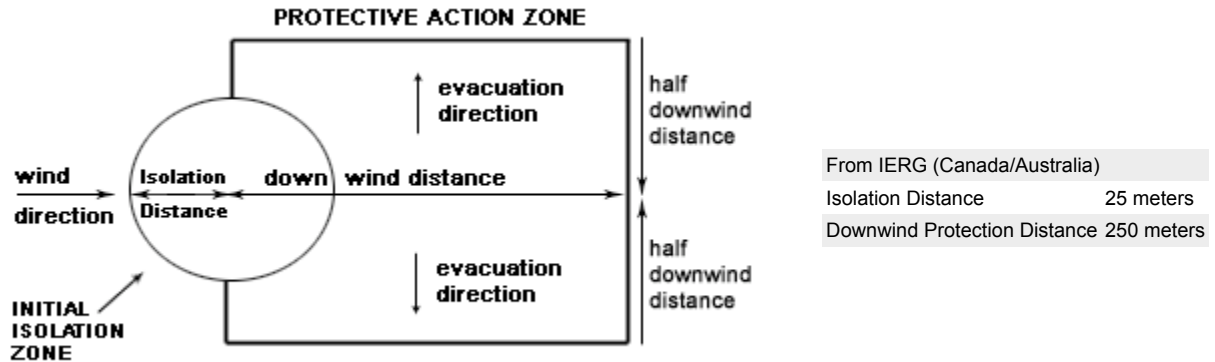 PROTECTIVE ACTION ZONE
evacuation
direction
half
downwind
distance
wind
direction
Isolation
Distance
down wind distance
evacuation
direction
half
downwind
distance
INITIAL
ISOLATION
ZONE
From IERG (Canada/Australia)
Isolation Distance 25 meters
Downwind Protection Distance 250 meters